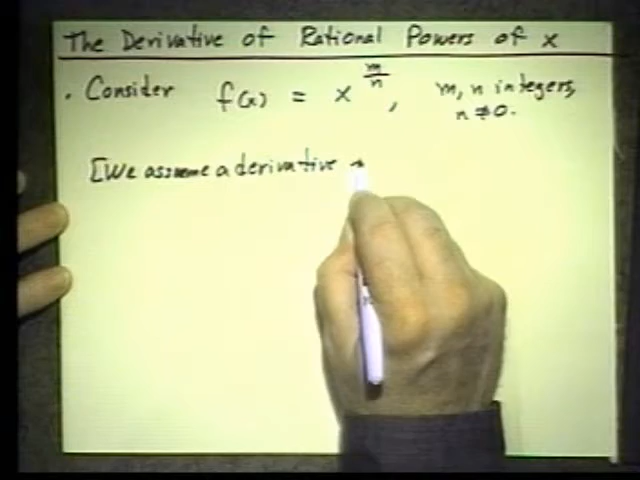 The Derivative of Rational Powers of x
. Consider f(x) = x^(m/n), m, n integers,
n ≠ 0.
[We assume a derivative